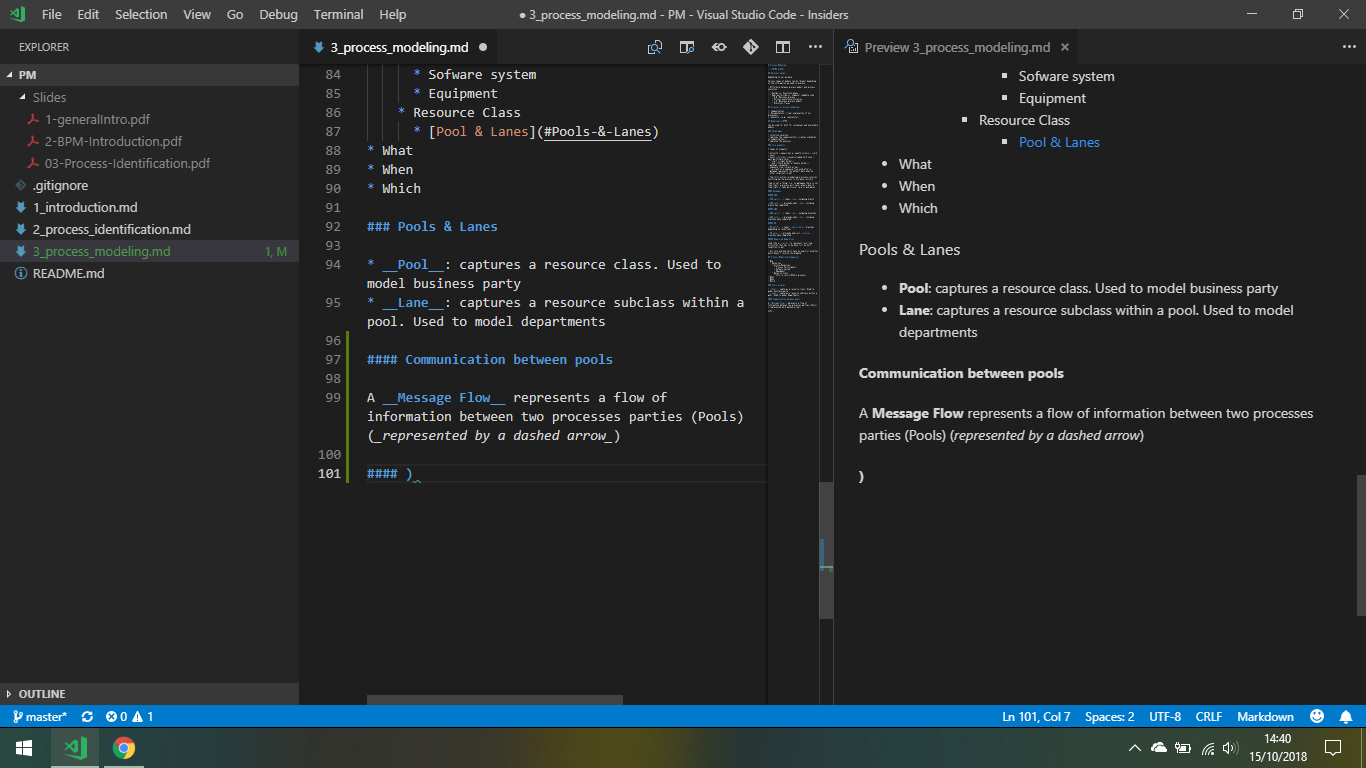 File Edit Selection View Go Debug Terminal Help
● 3_process_modeling.md - PM - Visual Studio Code - Insiders
EXPLORER
PM
Slides
1-generalIntro.pdf
2-BPM-Introduction.pdf
03-Process-Identification.pdf
.gitignore
1_introduction.md
2_process_identification.md
3_process_modeling.md 1, M
README.md
OUTLINE
3_process_modeling.md ●
84 * Sofware system
85 * Equipment
86 * Resource Class
87 * [Pool & Lanes](#Pools-&-Lanes)
88 * What
89 * When
90 * Which
91
92 ### Pools & Lanes
93
94 * __Pool__: captures a resource class. Used to
model business party
95 * __Lane__: captures a resource subclass within a
pool. Used to model departments
96
97 #### Communication between pools
98
99 A __Message Flow__ represents a flow of
information between two processes parties (Pools)
(_represented by a dashed arrow_)
100
101 #### )
Preview 3_process_modeling.md ×
Sofware system
Equipment
Resource Class
Pool & Lanes
What
When
Which
Pools & Lanes
Pool: captures a resource class. Used to model business party
Lane: captures a resource subclass within a pool. Used to model
departments
Communication between pools
A Message Flow represents a flow of information between two processes
parties (Pools) (represented by a dashed arrow)
)
master* 0 1
Ln 101, Col 7 Spaces: 2 UTF-8 CRLF Markdown
14:40
15/10/2018